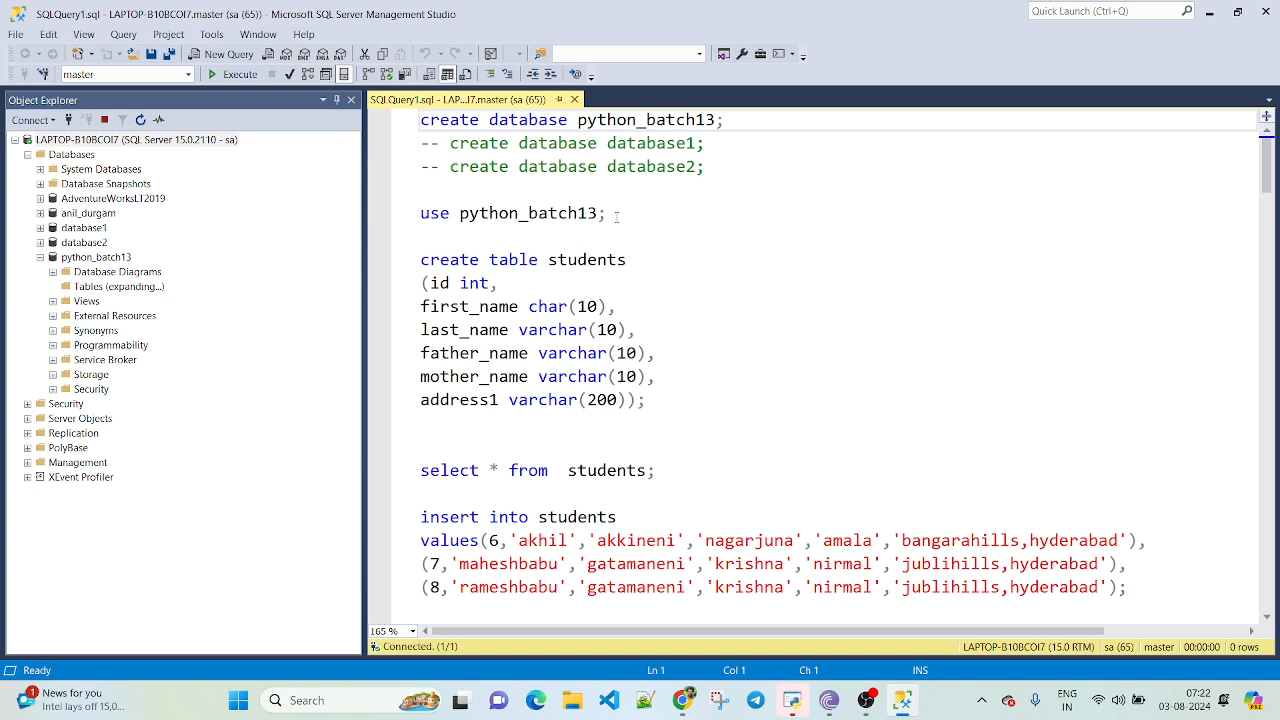 SQLQuery1.sql - LAPTOP-B10BCOI7.master (sa (65)) - Microsoft SQL Server Management Studio
Quick Launch (Ctrl+Q)
File Edit View Query Project Tools Window Help
New Query
master Execute
Object Explorer
SQLQuery1.sql - LAP...I7.master (sa (65))
Connect
LAPTOP-B10BCOI7 (SQL Server 15.0.2110 - sa)
Databases
System Databases
Database Snapshots
AdventureWorksLT2019
anil_durgam
database1
database2
python_batch13
Database Diagrams
Tables (expanding...)
Views
External Resources
Synonyms
Programmability
Service Broker
Storage
Security
Security
Server Objects
Replication
PolyBase
Management
XEvent Profiler
create database python_batch13;
-- create database database1;
-- create database database2;
use python_batch13;
create table students
(id int,
first_name char(10),
last_name varchar(10),
father_name varchar(10),
mother_name varchar(10),
address1 varchar(200));
select * from  students;
insert into students
values(6,'akhil','akkineni','nagarjuna','amala','bangarahills,hyderabad'),
(7,'maheshbabu','gatamaneni','krishna','nirmal','jublihills,hyderabad'),
(8,'rameshbabu','gatamaneni','krishna','nirmal','jublihills,hyderabad');
165 %
Connected. (1/1) LAPTOP-B10BCOI7 (15.0 RTM) sa (65) master 00:00:00 0 rows
Ready Ln 1 Col 1 Ch 1 INS
1 News for you
Intel lays off 15,0...
Search
ENG
IN
07:22
03-08-2024